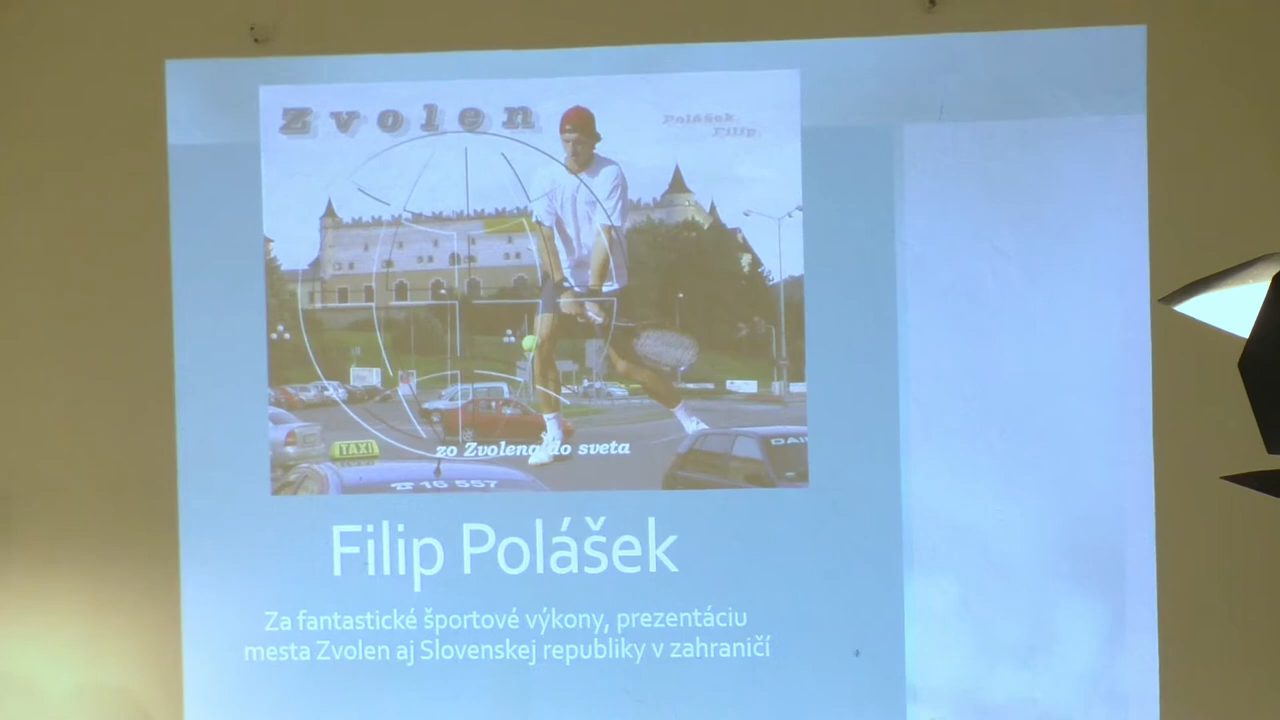 Zvolen
Polášek
Filip
TAXI
zo Zvolena do sveta
☎16 557
Filip Polášek
Za fantastické športové výkony, prezentáciu
mesta Zvolen aj Slovenskej republiky v zahraničí